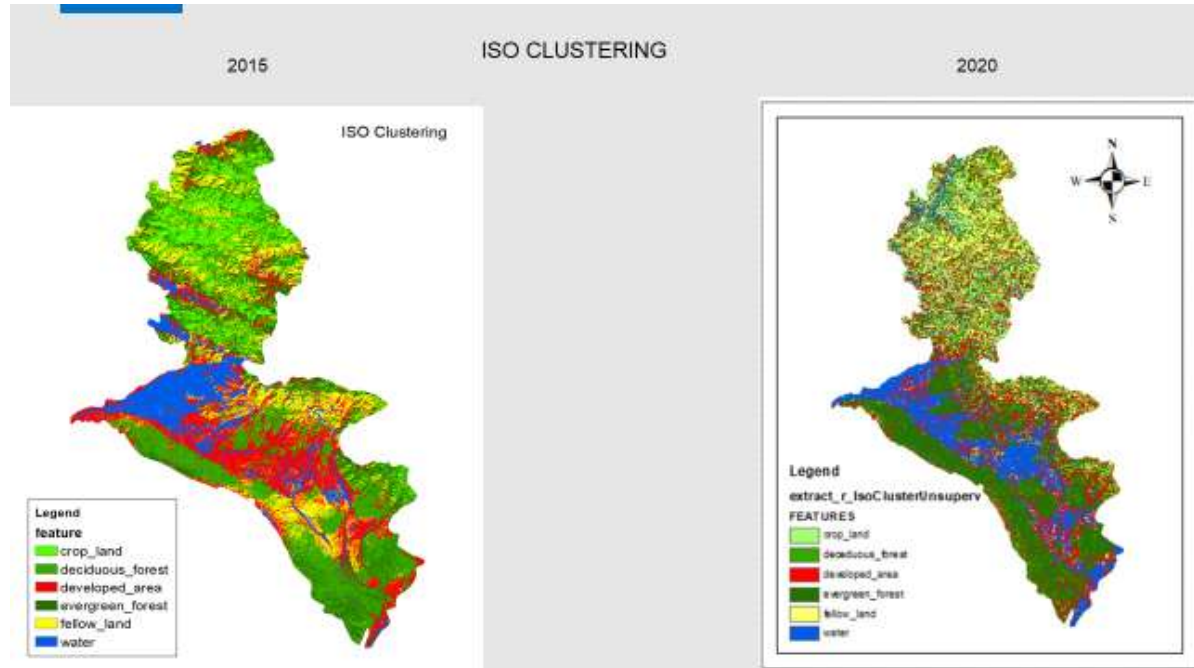 ISO CLUSTERING
2015
2020
ISO Clustering
Legend
feature
crop_land
deciduous_forest
developed_area
evergreen_forest
fellow_land
water
N
W E
S
Legend
extract_r_IsoClusterUnsuperv
FEATURES
crop_land
deciduous_forest
developed_area
evergreen_forest
fellow_land
water